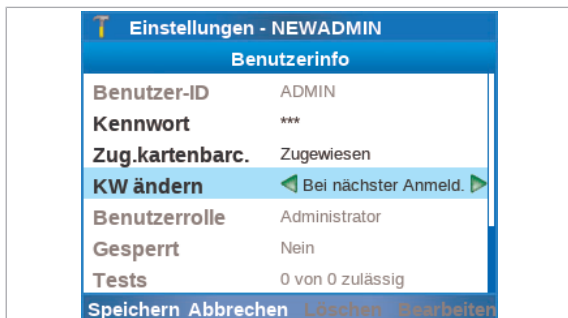 Einstellungen - NEWADMIN
Benutzerinfo
Benutzer-ID ADMIN
Kennwort ***
Zug.kartenbarc. Zugewiesen
KW ändern Bei nächster Anmeld.
Benutzerrolle Administrator
Gesperrt Nein
Tests 0 von 0 zulässig
Speichern Abbrechen Löschen Bearbeiten